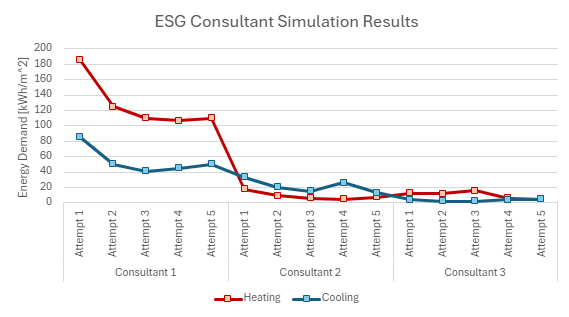 ESG Consultant Simulation Results
Energy Demand [kWh/m^2]
200
180
160
140
120
100
80
60
40
20
0
Attempt 1
Attempt 2
Attempt 3
Attempt 4
Attempt 5
Attempt 1
Attempt 2
Attempt 3
Attempt 4
Attempt 5
Attempt 1
Attempt 2
Attempt 3
Attempt 4
Attempt 5
Consultant 1
Consultant 2
Consultant 3
Heating
Cooling